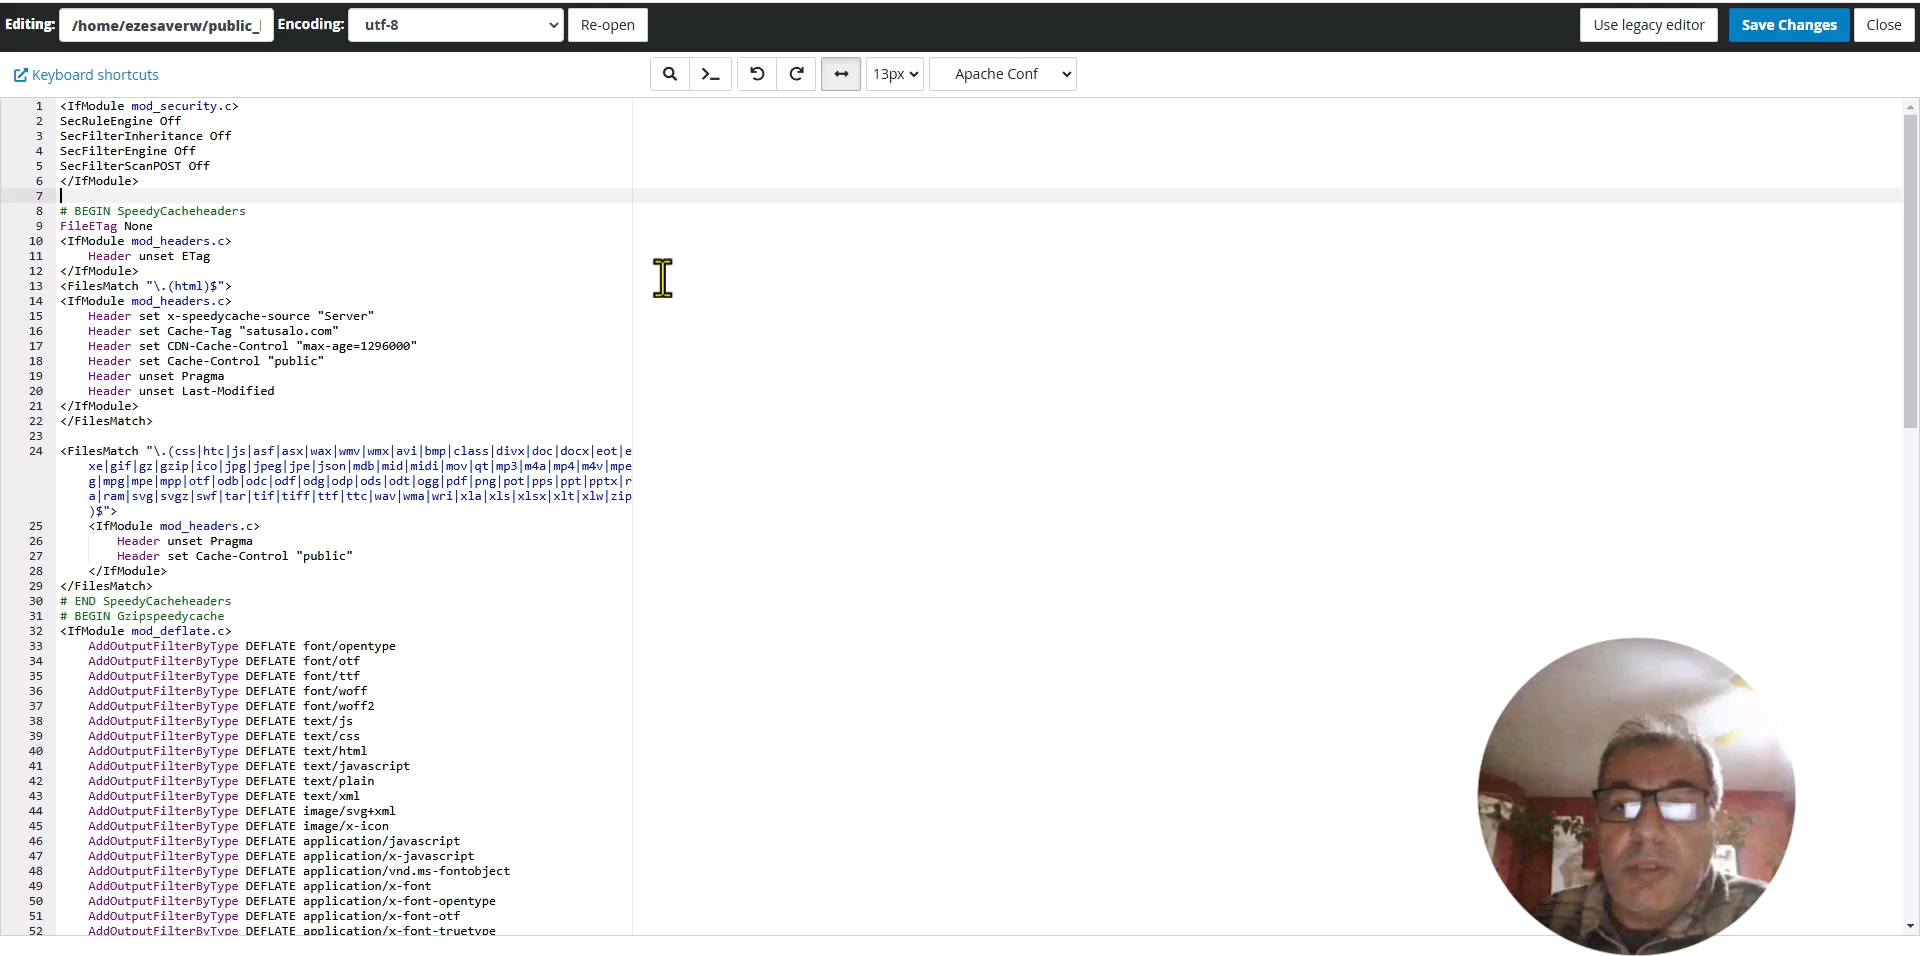 Editing: /home/ezesaverw/public_ Encoding: utf-8 Re-open Use legacy editor Save Changes Close
Keyboard shortcuts 13px Apache Conf
1 <IfModule mod_security.c>
2 SecRuleEngine Off
3 SecFilterInheritance Off
4 SecFilterEngine Off
5 SecFilterScanPOST Off
6 </IfModule>
7
8 # BEGIN SpeedyCacheheaders
9 FileETag None
10 <IfModule mod_headers.c>
11 Header unset ETag
12 </IfModule>
13 <FilesMatch "\.(html)$">
14 <IfModule mod_headers.c>
15 Header set x-speedycache-source "Server"
16 Header set Cache-Tag "satusalo.com"
17 Header set CDN-Cache-Control "max-age=1296000"
18 Header set Cache-Control "public"
19 Header unset Pragma
20 Header unset Last-Modified
21 </IfModule>
22 </FilesMatch>
23
24 <FilesMatch "\.(css|htc|js|asf|asx|wax|wmv|wmx|avi|bmp|class|divx|doc|docx|eot|e
xe|gif|gz|gzip|ico|jpg|jpeg|jpe|json|mdb|mid|midi|mov|qt|mp3|m4a|mp4|m4v|mpe
g|mpg|mpe|mpp|otf|odb|odc|odf|odg|odp|ods|odt|ogg|pdf|png|pot|pps|ppt|pptx|r
a|ram|svg|svgz|swf|tar|tif|tiff|ttf|ttc|wav|wma|wri|xla|xls|xlsx|xlt|xlw|zip
)$">
25 <IfModule mod_headers.c>
26 Header unset Pragma
27 Header set Cache-Control "public"
28 </IfModule>
29 </FilesMatch>
30 # END SpeedyCacheheaders
31 # BEGIN Gzipspeedycache
32 <IfModule mod_deflate.c>
33 AddOutputFilterByType DEFLATE font/opentype
34 AddOutputFilterByType DEFLATE font/otf
35 AddOutputFilterByType DEFLATE font/ttf
36 AddOutputFilterByType DEFLATE font/woff
37 AddOutputFilterByType DEFLATE font/woff2
38 AddOutputFilterByType DEFLATE text/js
39 AddOutputFilterByType DEFLATE text/css
40 AddOutputFilterByType DEFLATE text/html
41 AddOutputFilterByType DEFLATE text/javascript
42 AddOutputFilterByType DEFLATE text/plain
43 AddOutputFilterByType DEFLATE text/xml
44 AddOutputFilterByType DEFLATE image/svg+xml
45 AddOutputFilterByType DEFLATE image/x-icon
46 AddOutputFilterByType DEFLATE application/javascript
47 AddOutputFilterByType DEFLATE application/x-javascript
48 AddOutputFilterByType DEFLATE application/vnd.ms-fontobject
49 AddOutputFilterByType DEFLATE application/x-font
50 AddOutputFilterByType DEFLATE application/x-font-opentype
51 AddOutputFilterByType DEFLATE application/x-font-otf
52 AddOutputFilterByType DEFLATE application/x-font-truetype